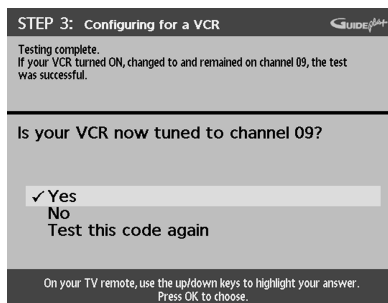 STEP 3: Configuring for a VCR GUIDE Plus+
Testing complete.
If your VCR turned ON, changed to and remained on channel 09, the test
was successful.
Is your VCR now tuned to channel 09?
✓ Yes
No
Test this code again
On your TV remote, use the up/down keys to highlight your answer.
Press OK to choose.